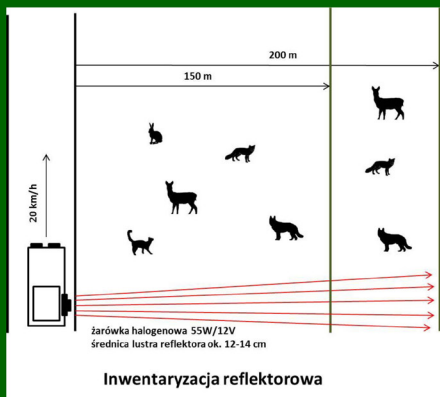 200 m
150 m
20 km/h
żarówka halogenowa 55W/12V
średnica lustra reflektora ok. 12-14 cm
Inwentaryzacja reflektorowa